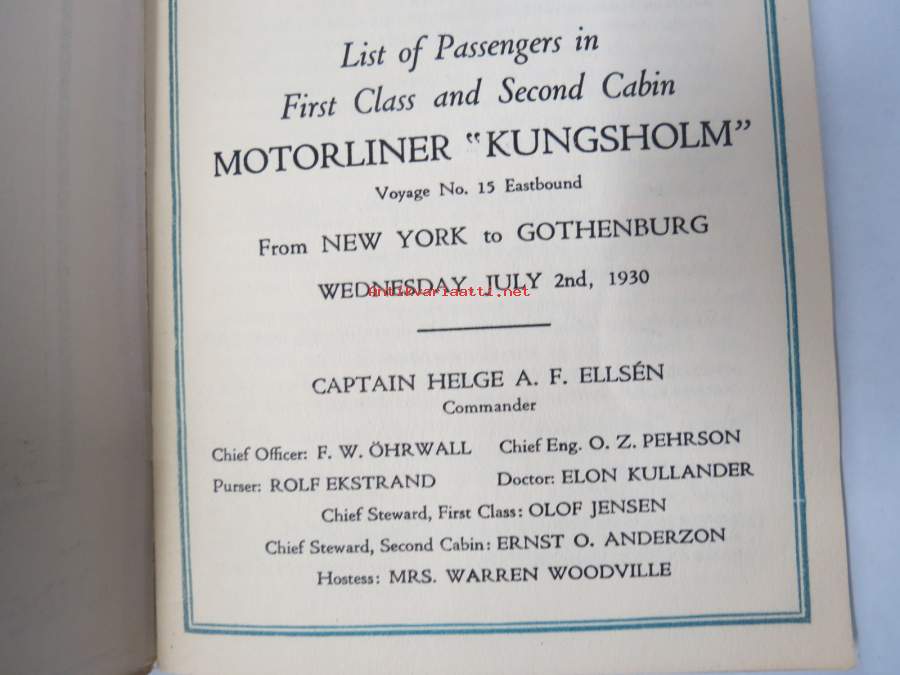 List of Passengers in
First Class and Second Cabin
MOTORLINER "KUNGSHOLM"
Voyage No. 15 Eastbound
From NEW YORK to GOTHENBURG
WEDNESDAY, JULY 2nd, 1930
antikvariaatti.net
CAPTAIN HELGE A. F. ELLSÉN
Commander
Chief Officer: F. W. ÖHRWALL Chief Eng. O. Z. PEHRSON
Purser: ROLF EKSTRAND Doctor: ELON KULLANDER
Chief Steward, First Class: OLOF JENSEN
Chief Steward, Second Cabin: ERNST O. ANDERZON
Hostess: MRS. WARREN WOODVILLE